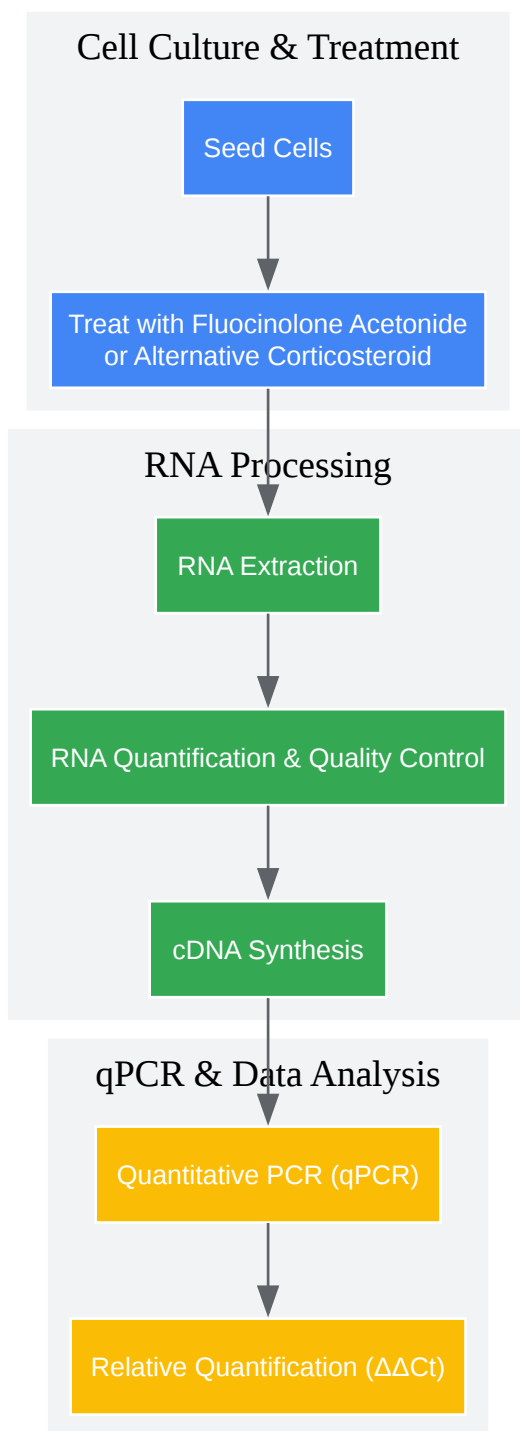 Cell Culture & Treatment
Seed Cells
Treat with Fluocinolone Acetonide
or Alternative Corticosteroid
RNA Processing
RNA Extraction
RNA Quantification & Quality Control
cDNA Synthesis
qPCR & Data Analysis
Quantitative PCR (qPCR)
Relative Quantification (ΔΔCt)